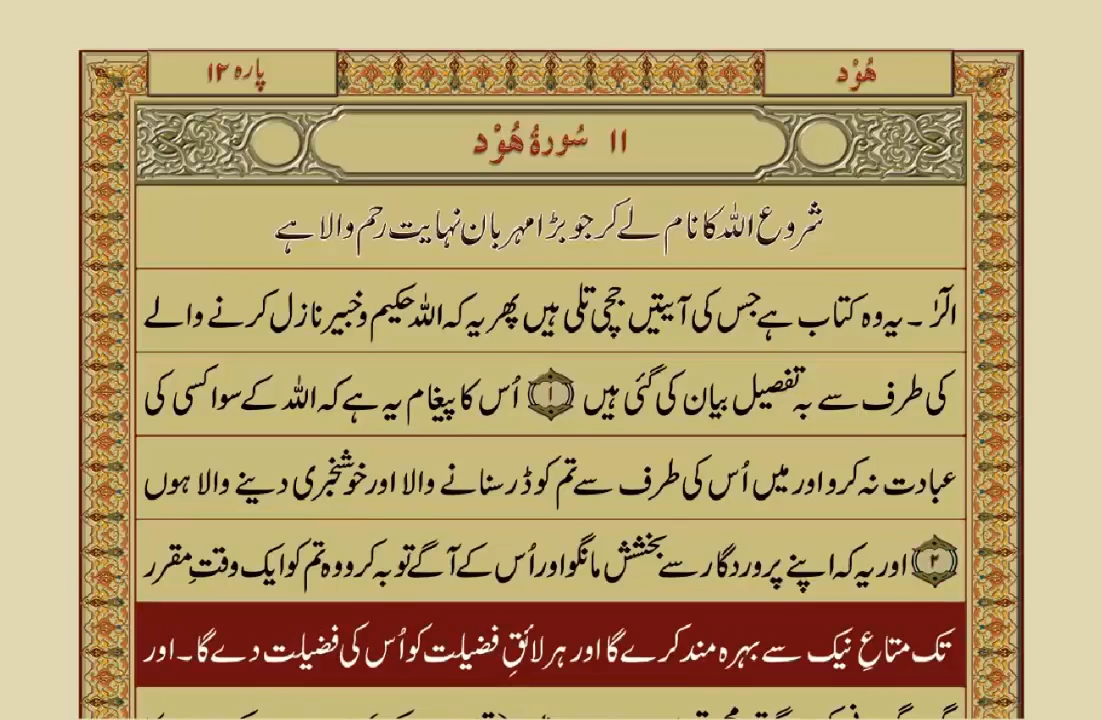 پارہ ۱۲
ھُوْد
۱۱ سُورۃُ ھُوْد
شروع اللہ کا نام لے کر جو بڑا مہربان نہایت رحم والا ہے
الٓرٰ ۔ یہ وہ کتاب ہے جس کی آیتیں جچی تلی ہیں پھر یہ کہ اللہ حکیم و خبیر نازل کرنے والے
کی طرف سے بہ تفصیل بیان کی گئی ہیں ۱ اُس کا پیغام یہ ہے کہ اللہ کے سوا کسی کی
عبادت نہ کرو اور میں اُس کی طرف سے تم کو ڈر سنانے والا اور خوشخبری دینے والا ہوں
۲ اور یہ کہ اپنے پروردگار سے بخشش مانگو اور اُس کے آگے توبہ کرو وہ تم کو ایک وقتِ مقرر
تک متاعِ نیک سے بہرہ مند کرے گا اور ہر لائقِ فضیلت کو اُس کی فضیلت دے گا۔ اور